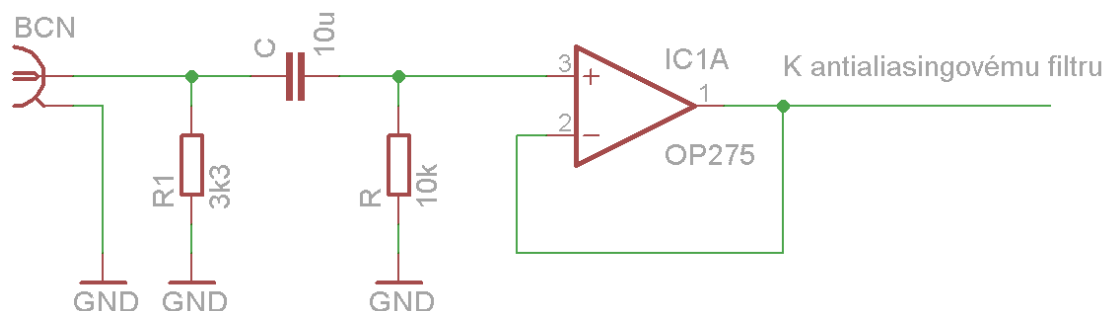 BCN
C
10u
R1
3k3
R
10k
3
2
1
IC1A
OP275
K antialiasingovému filtru
GND
GND
GND